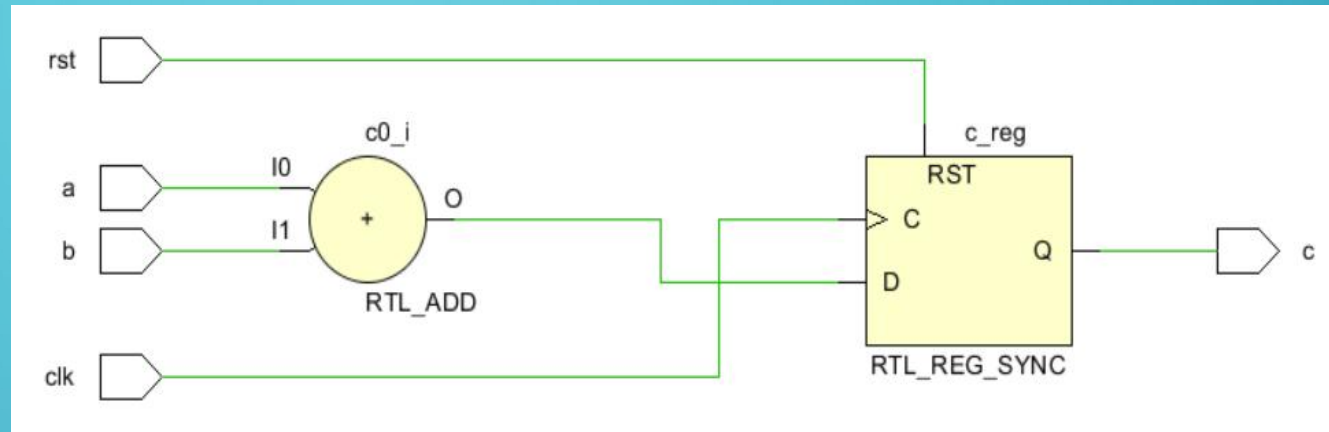 rst
c0_i
c_reg
RST
a
I0
O
+
C
b
I1
Q
c
D
RTL_ADD
clk
RTL_REG_SYNC